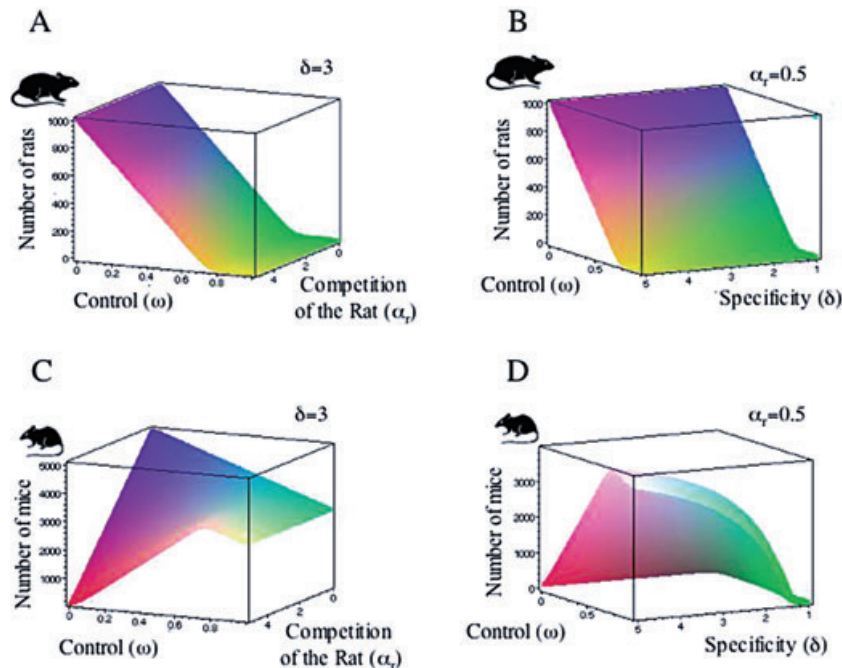 A
δ=3
Number of rats
1000
800
600
400
200
0
0
0.2
0.4
0.6
0.8
4
2
0
Control (ω)
Competition
of the Rat (αr)
B
αr=0.5
Number of rats
1000
800
600
400
200
0
0
0.5
5
4
3
2
1
Control (ω)
Specificity (δ)
C
δ=3
Number of mice
5000
4000
3000
2000
1000
0
0.2
0.4
0.6
0.8
4
2
0
Control (ω)
Competition
of the Rat (αr)
D
αr=0.5
Number of mice
3000
2000
1000
0
0
0.5
5
4
3
2
1
Control (ω)
Specificity (δ)